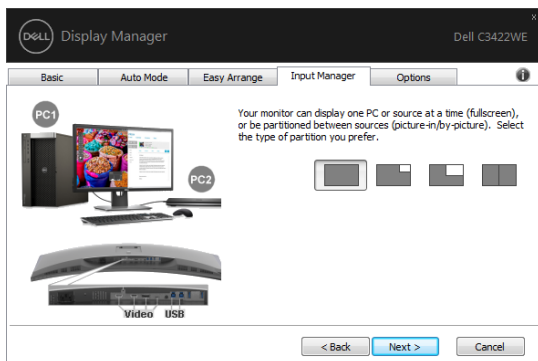 DELL Display Manager
Dell C3422WE
Basic
Auto Mode
Easy Arrange
Input Manager
Options
PC1
PC2
Video
USB
Your monitor can display one PC or source at a time (fullscreen),
or be partitioned between sources (picture-in/by-picture). Select
the type of partition you prefer.
< Back
Next >
Cancel